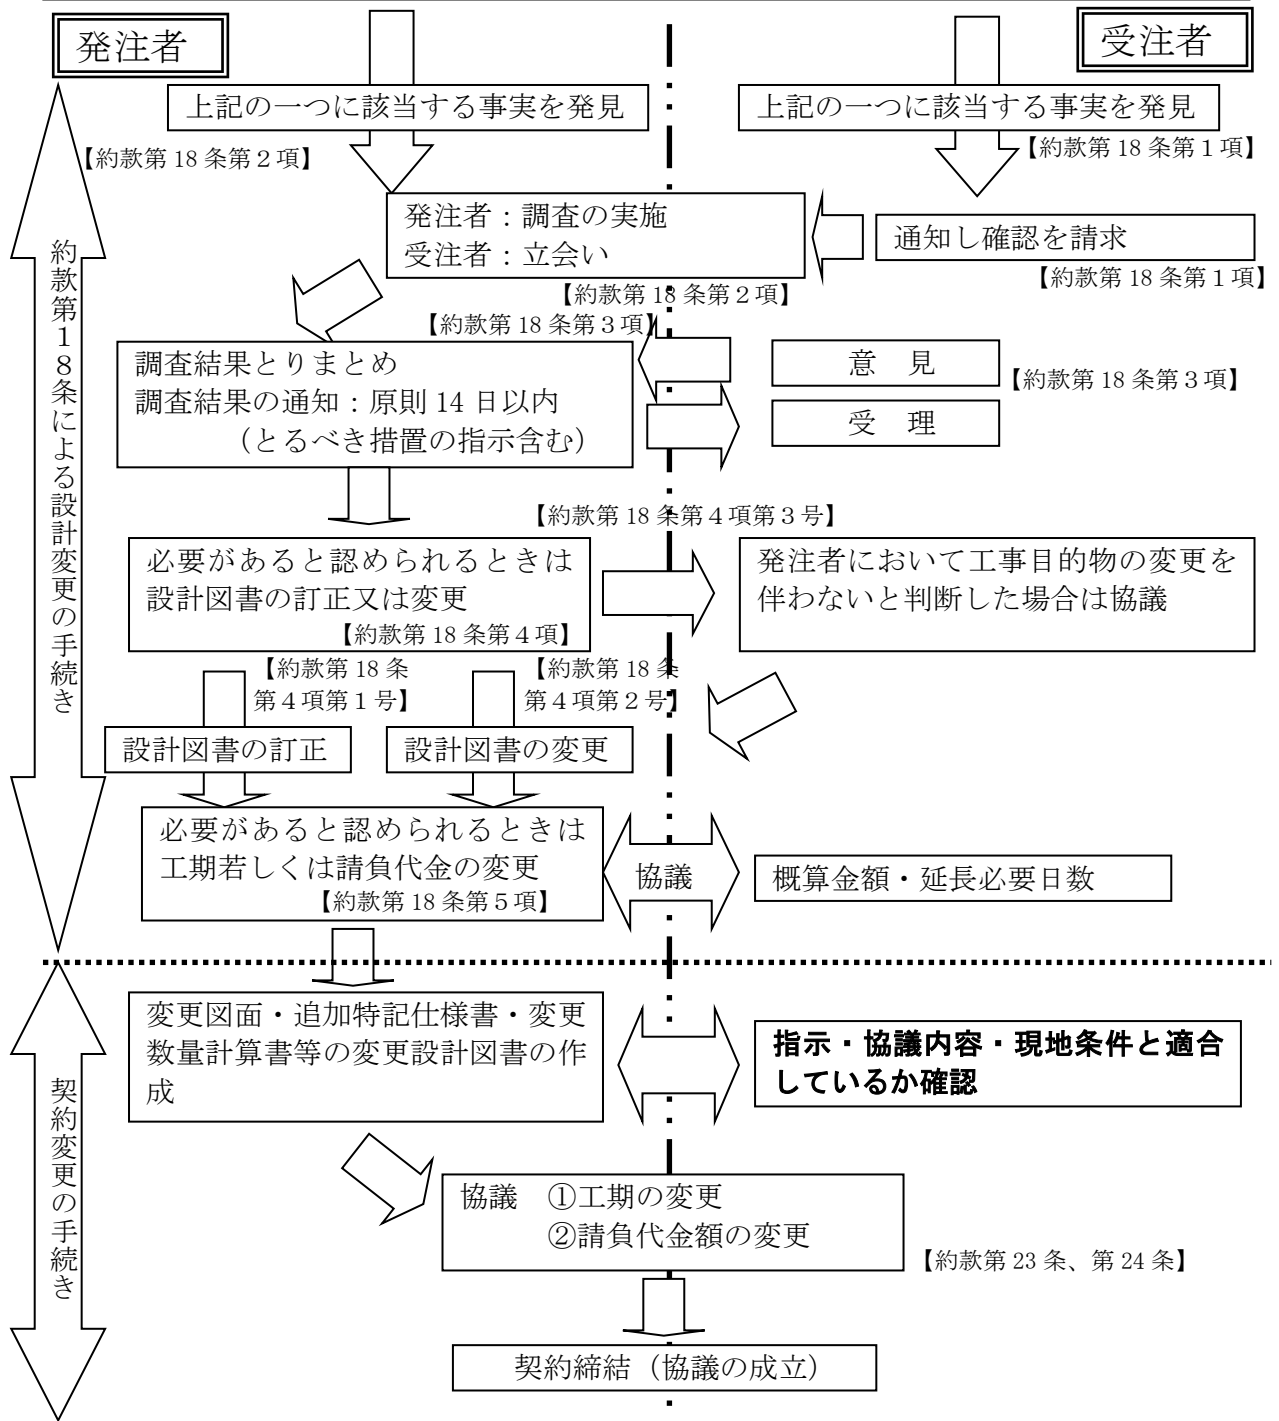 発注者
受注者
上記の一つに該当する事実を発見
上記の一つに該当する事実を発見
【約款第18条第２項】
【約款第18条第１項】
発注者：調査の実施
受注者：立会い
通知し確認を請求
【約款第18条第１項】
【約款第18条第２項】
【約款第18条第３項】
調査結果とりまとめ
調査結果の通知：原則14日以内
（とるべき措置の指示含む）
意　見
【約款第18条第３項】
受　理
【約款第18条第４項第３号】
必要があると認められるときは
設計図書の訂正又は変更
【約款第18条第４項】
発注者において工事目的物の変更を
伴わないと判断した場合は協議
【約款第18条
第４項第１号】
【約款第18条
第４項第２号】
設計図書の訂正
設計図書の変更
必要があると認められるときは
工期若しくは請負代金の変更
【約款第18条第５項】
協議
概算金額・延長必要日数
約款第１８条による設計変更の手続き
変更図面・追加特記仕様書・変更
数量計算書等の変更設計図書の作
成
指示・協議内容・現地条件と適合
しているか確認
協議　①工期の変更
②請負代金額の変更
【約款第23条、第24条】
契約締結（協議の成立）
契約変更の手続き